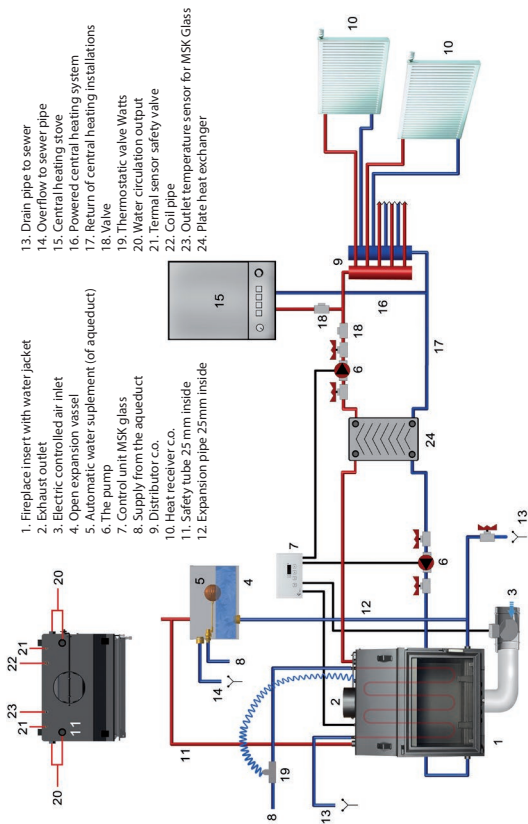 1. Fireplace insert with water jacket
2. Exhaust outlet
3. Electric controlled air inlet
4. Open expansion vassel
5. Automatic water suplement (of aqueduct)
6. The pump
7. Control unit MSK glass
8. Supply from the aqueduct
9. Distributor c.o.
10. Heat receiver c.o.
11. Safety tube 25 mm inside
12. Expansion pipe 25mm inside
13. Drain pipe to sewer
14. Overflow to sewer pipe
15. Central heating stove
16. Powered central heating system
17. Return of central heating installations
18. Valve
19. Thermostatic valve Watts
20. Water circulation output
21. Termal sensor safety valve
22. Coil pipe
23. Outlet temperature sensor for MSK Glass
24. Plate heat exchanger
20
21
23
22
21
20
11
11
14
8
5
4
7
15
10
10
9
18
18
16
6
17
24
19
8
13
2
12
6
13
3
1